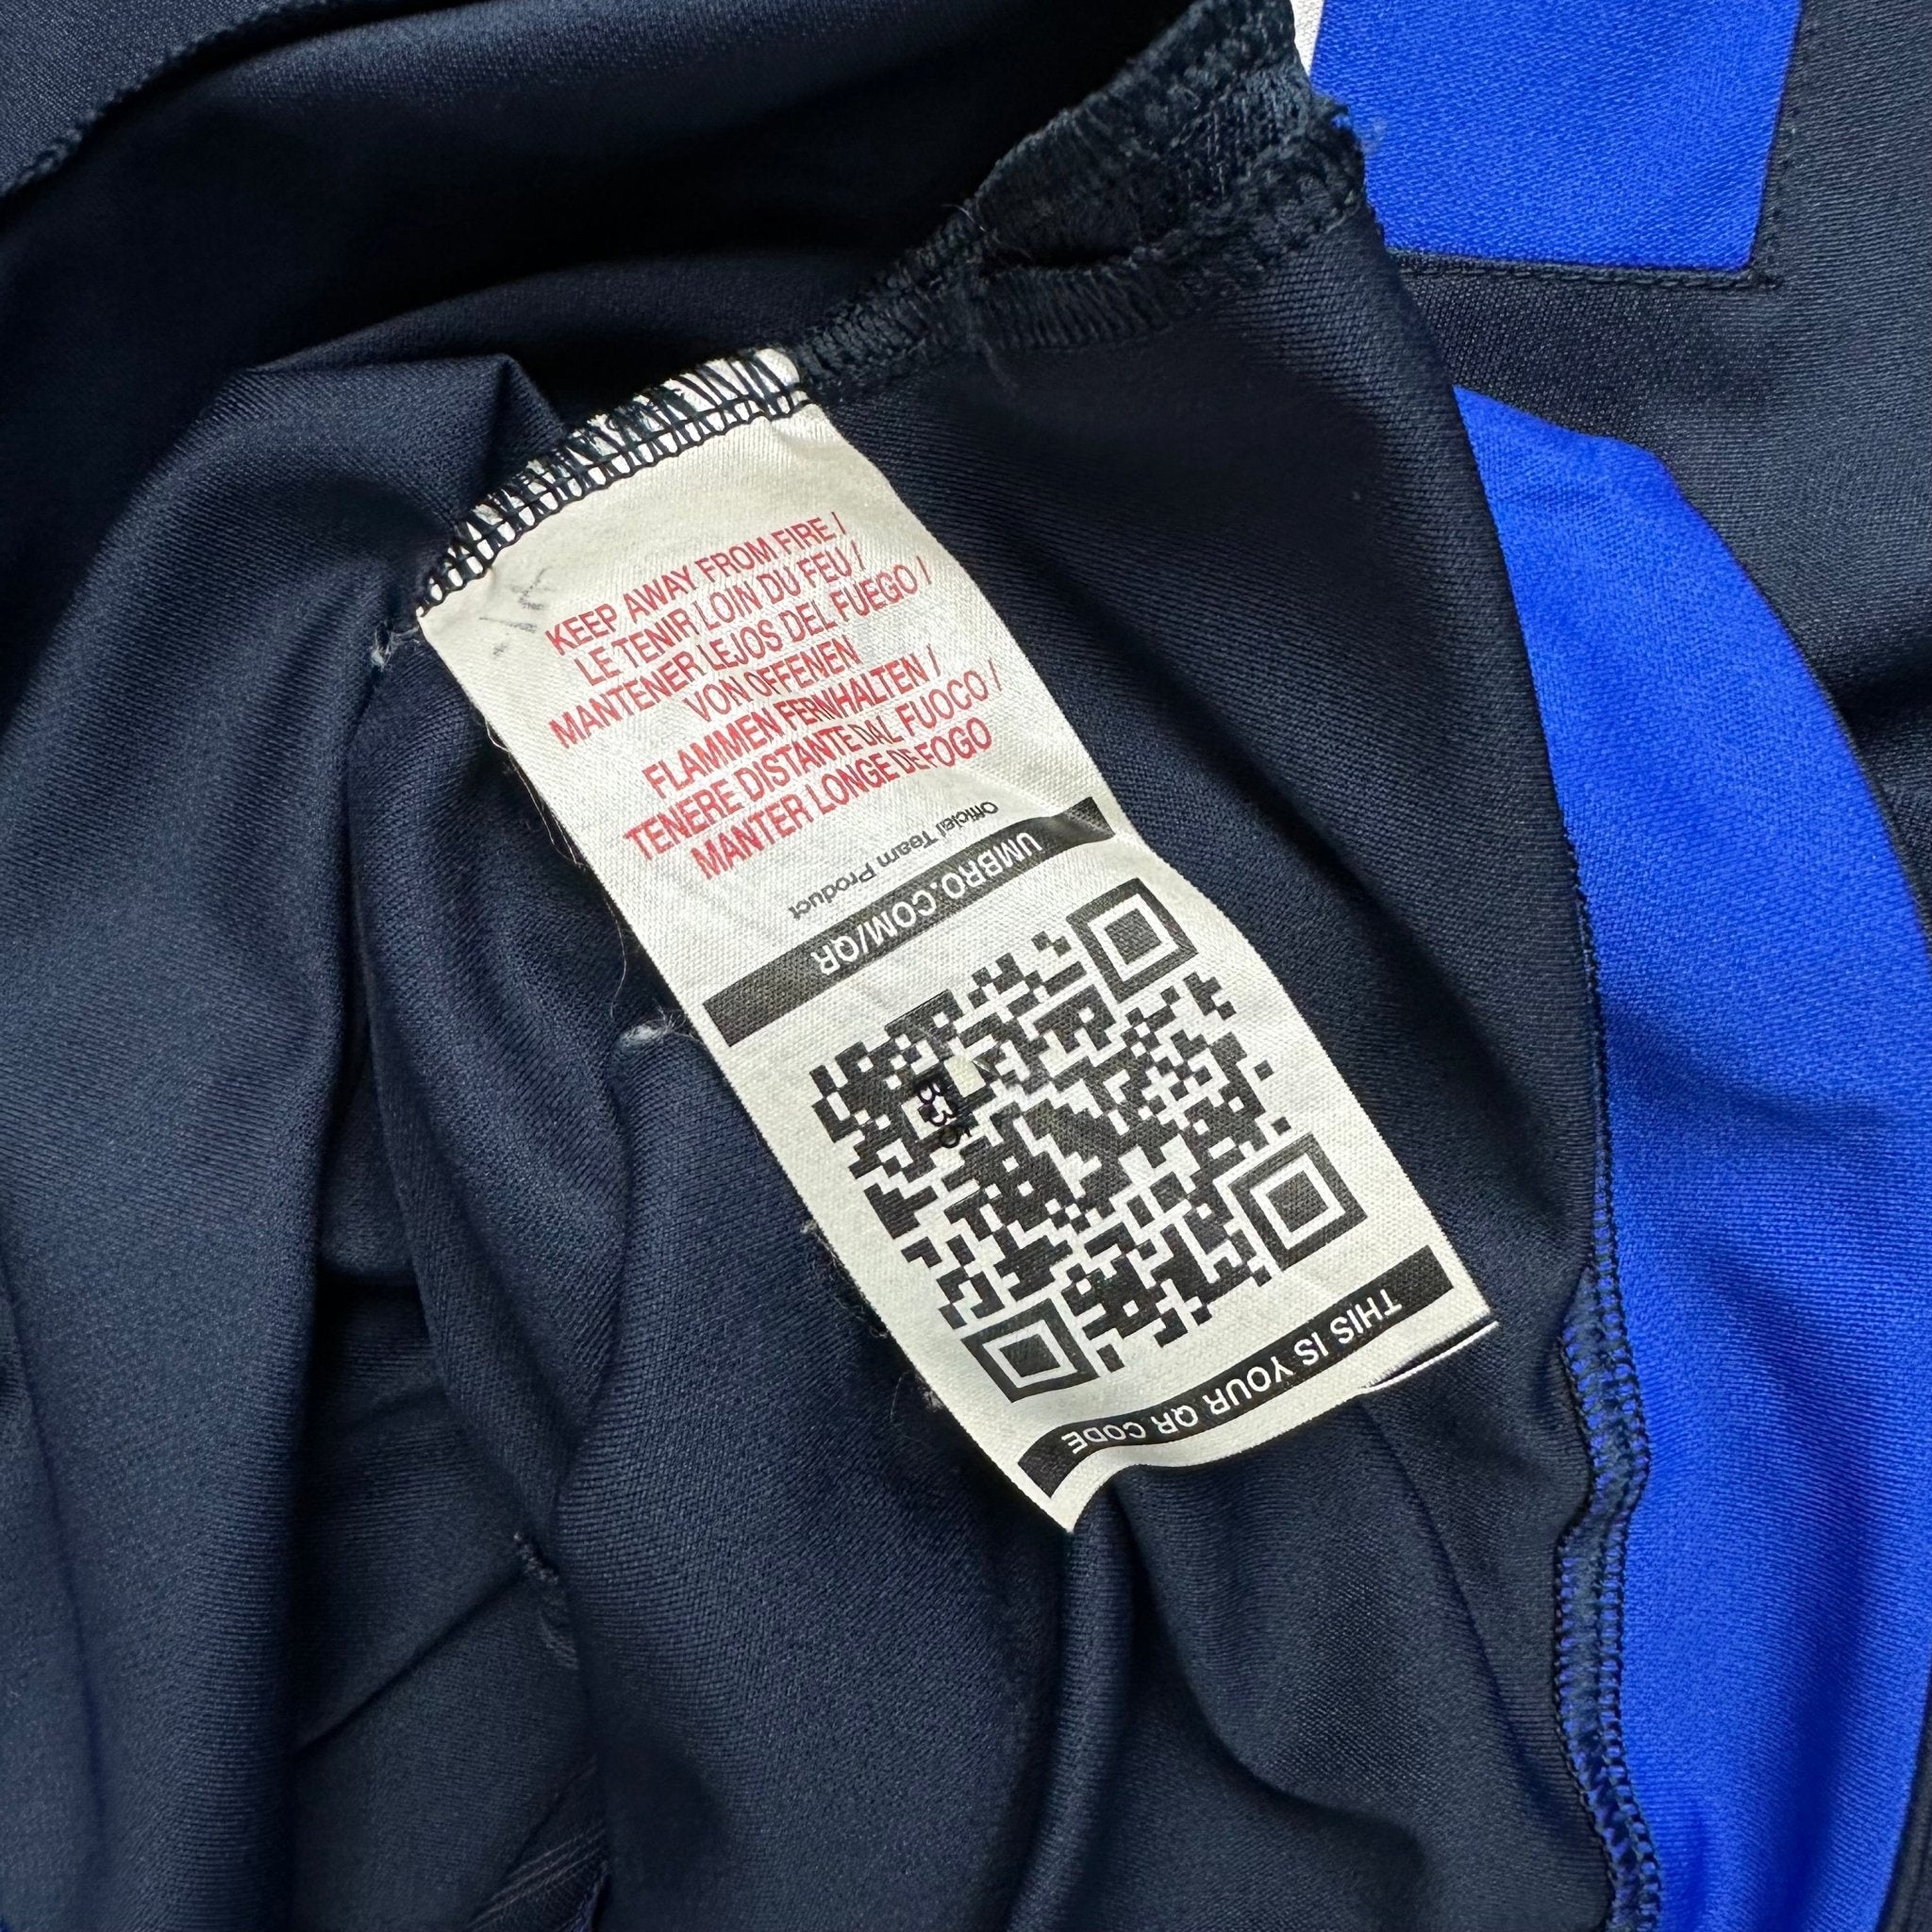 KEEP AWAY FROM FIRE /
LE TENIR LOIN DU FEU /
MANTENER LEJOS DEL FUEGO /
VON OFFENEN
FLAMMEN FERNHALTEN /
TENERE DISTANTE DAL FUOCO /
MANTER LONGE DE FOGO
Official Team Product
UMBRO.COM/QR
B35
THIS IS YOUR QR CODE